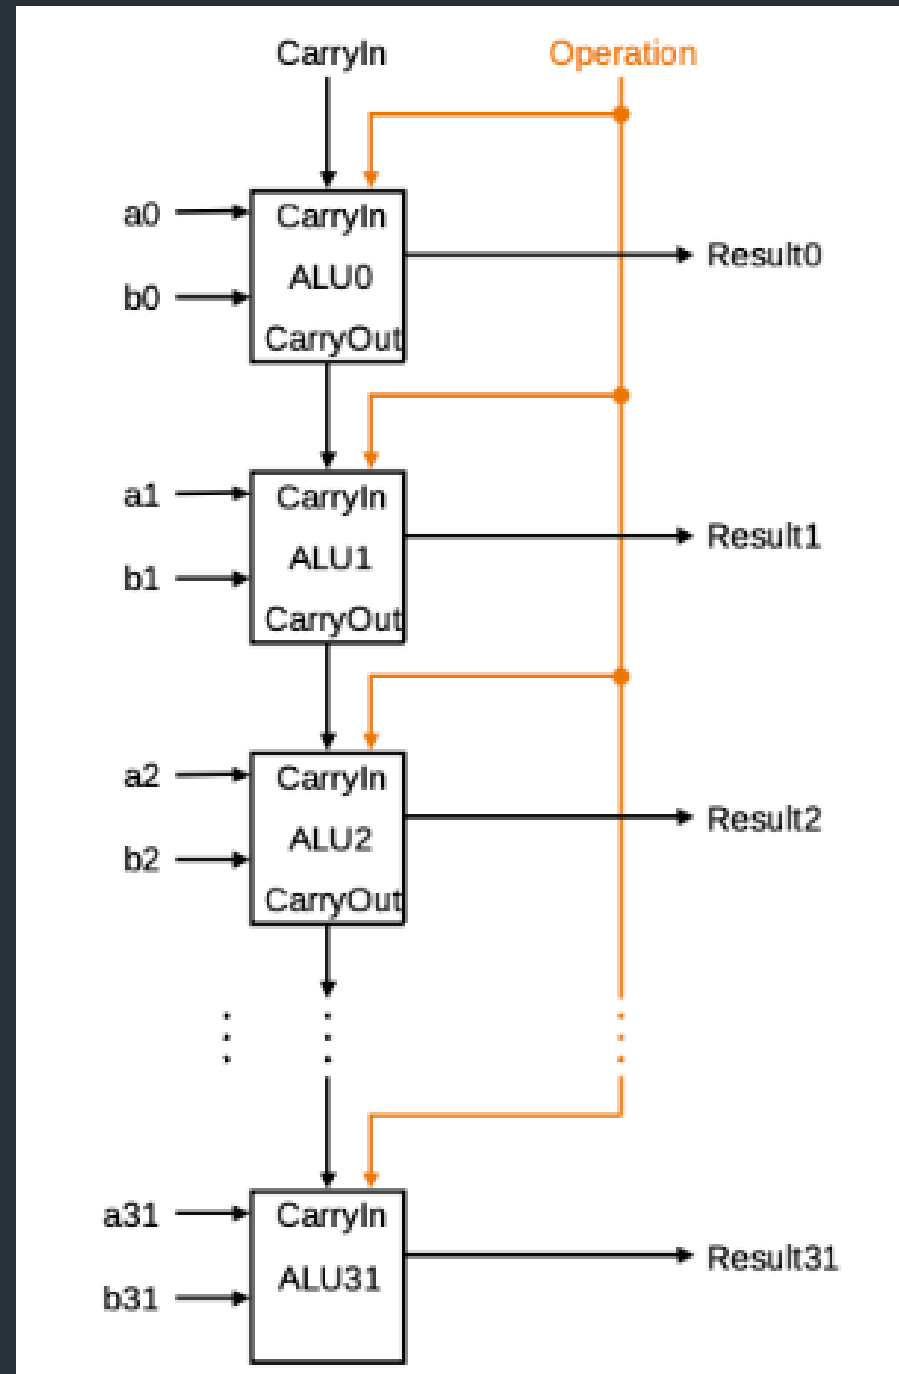 CarryIn Operation
a0 CarryIn
ALU0 Result0
b0
CarryOut
a1 CarryIn
ALU1 Result1
b1
CarryOut
a2 CarryIn
ALU2 Result2
b2
CarryOut
a31 CarryIn
ALU31 Result31
b31